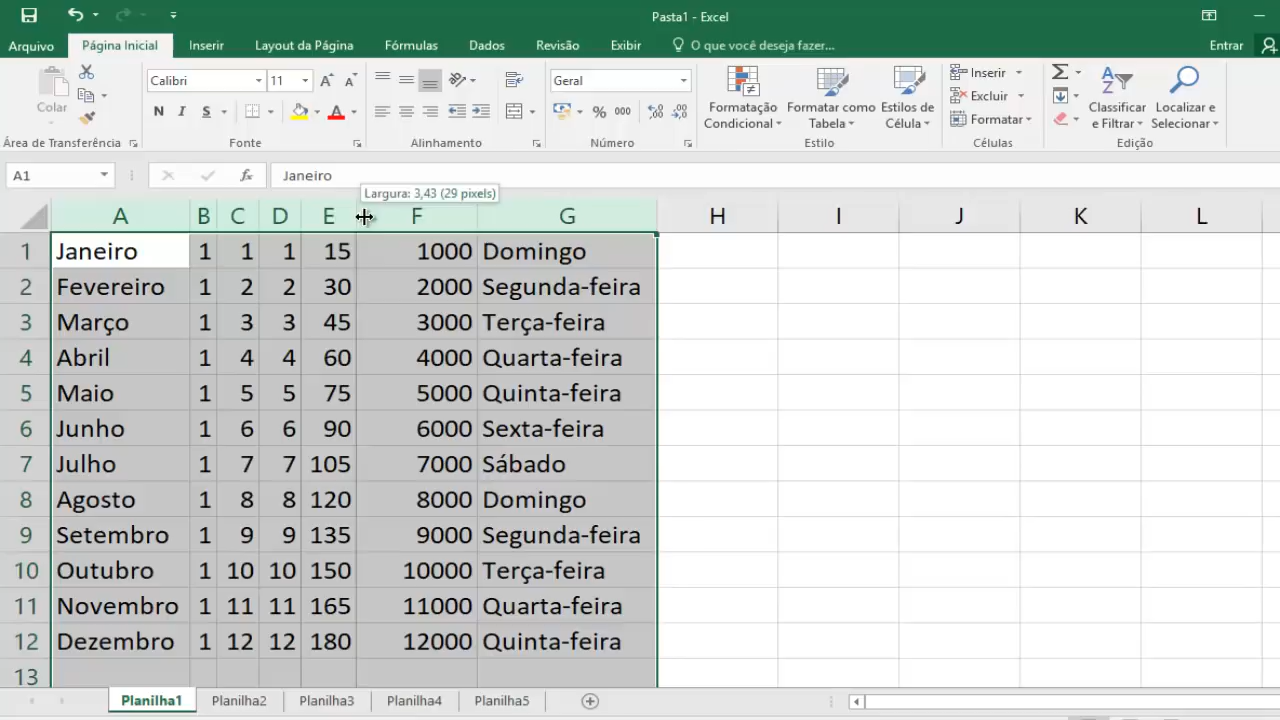 Pasta1 - Excel
Arquivo Página Inicial Inserir Layout da Página Fórmulas Dados Revisão Exibir O que você deseja fazer... Entrar
Colar
Calibri 11
N I S A
Geral
% 000
Formatação Condicional
Formatar como Tabela
Estilos de Célula
Inserir
Excluir
Formatar
Classificar e Filtrar
Localizar e Selecionar
Área de Transferência Fonte Alinhamento Número Estilo Células Edição
A1 fx Janeiro
Largura: 3,43 (29 pixels)
A B C D E F G H I J K L
1 Janeiro 1 1 1 15 1000 Domingo
2 Fevereiro 1 2 2 30 2000 Segunda-feira
3 Março 1 3 3 45 3000 Terça-feira
4 Abril 1 4 4 60 4000 Quarta-feira
5 Maio 1 5 5 75 5000 Quinta-feira
6 Junho 1 6 6 90 6000 Sexta-feira
7 Julho 1 7 7 105 7000 Sábado
8 Agosto 1 8 8 120 8000 Domingo
9 Setembro 1 9 9 135 9000 Segunda-feira
10 Outubro 1 10 10 150 10000 Terça-feira
11 Novembro 1 11 11 165 11000 Quarta-feira
12 Dezembro 1 12 12 180 12000 Quinta-feira
13
Planilha1 Planilha2 Planilha3 Planilha4 Planilha5